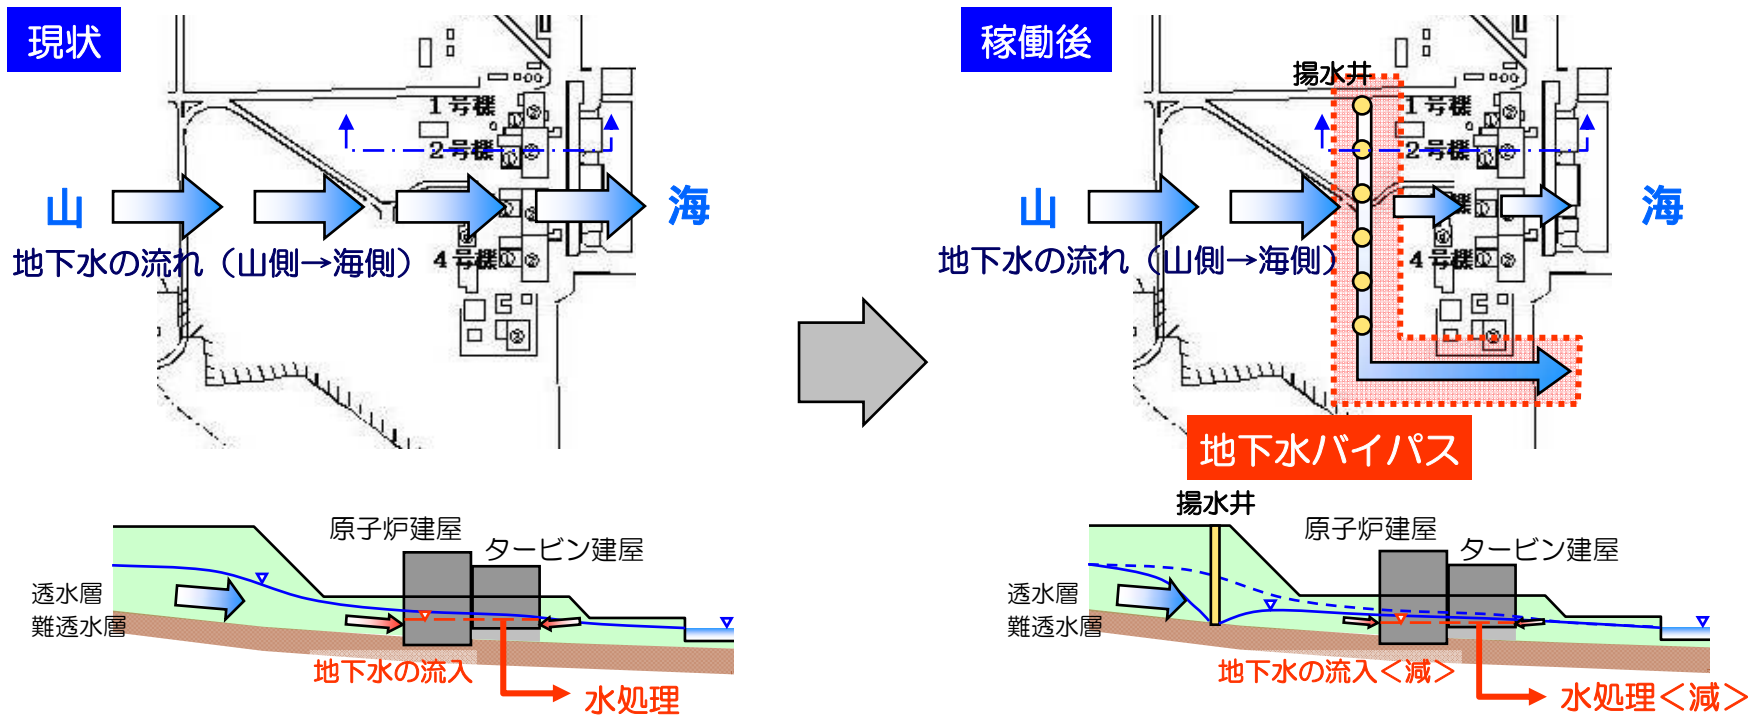 現状
1号機
2号機
山
海
地下水の流れ（山側→海側）
4号機
原子炉建屋
タービン建屋
透水層
難透水層
地下水の流入
水処理
稼働後
揚水井
1号機
2号機
山
海
地下水の流れ（山側→海側）
4号機
地下水バイパス
揚水井
原子炉建屋
タービン建屋
透水層
難透水層
地下水の流入＜減＞
水処理＜減＞